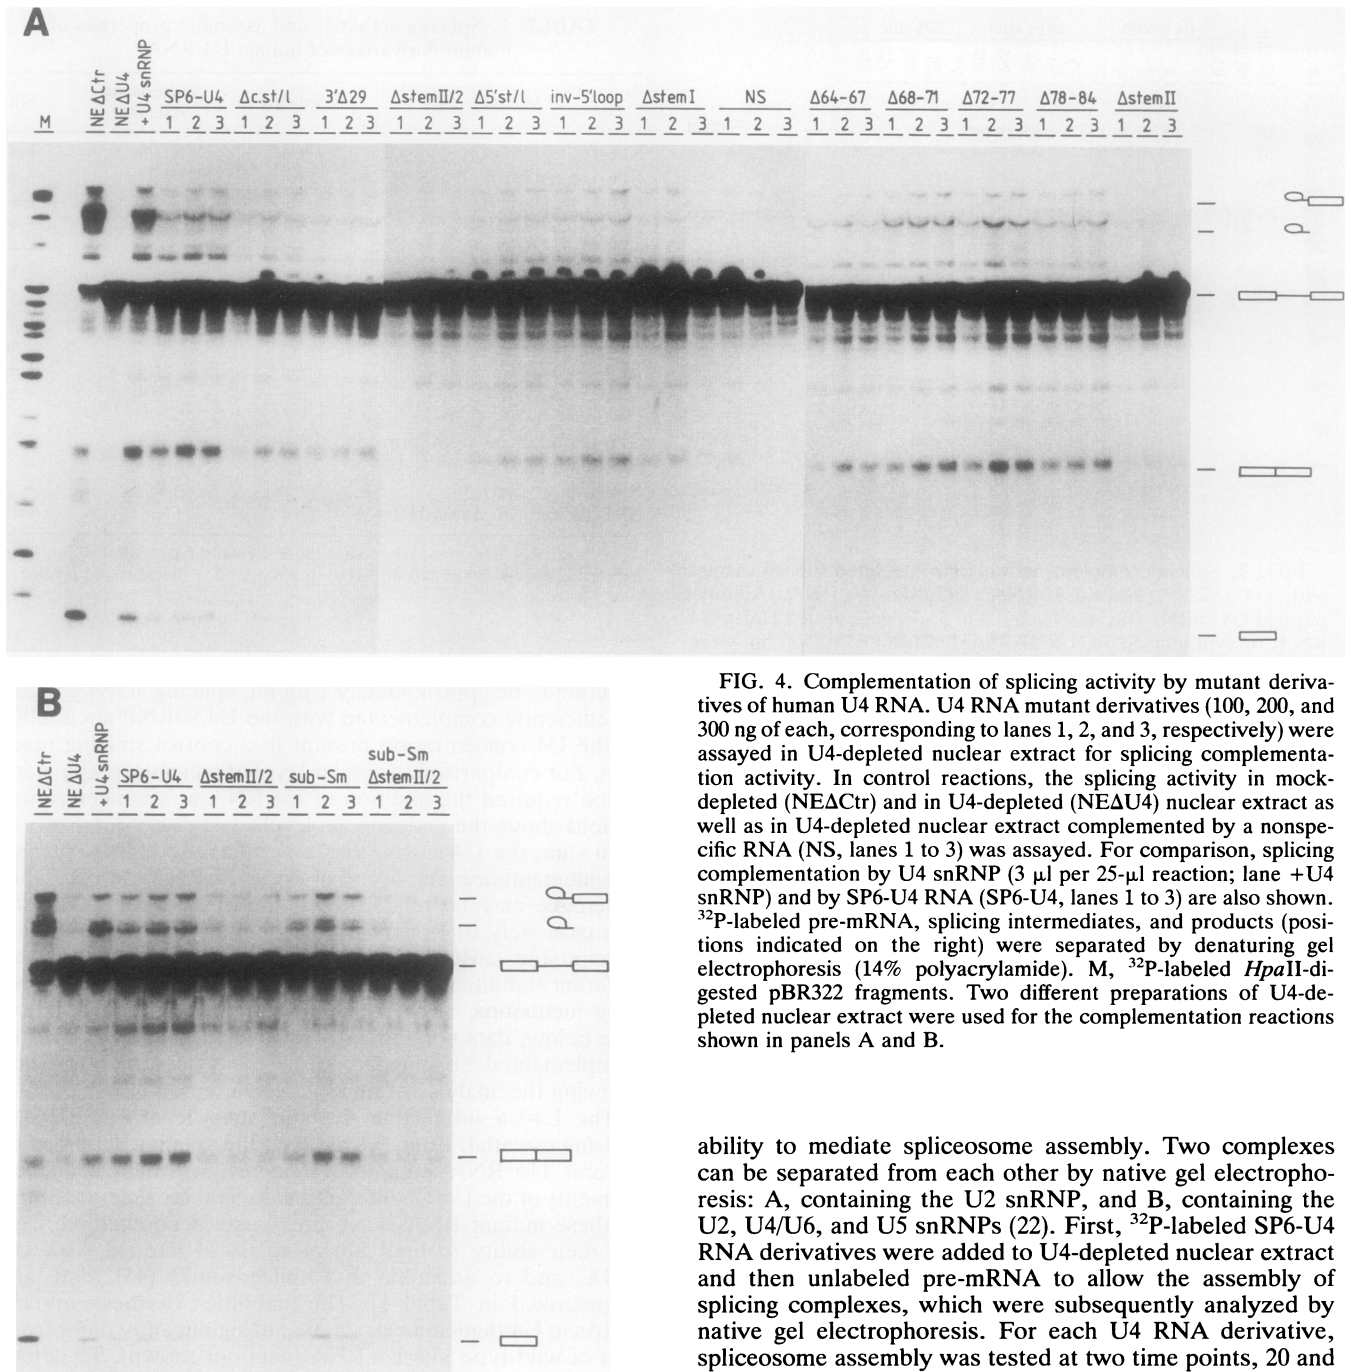 A
M
NEΔCtr
NEΔU4
+U4 snRNP
SP6-U4 Δc.st/l 3'Δ29 ΔstemII/2 Δ5'st/l inv-5'loop ΔstemI NS Δ64-67 Δ68-71 Δ72-77 Δ78-84 ΔstemII
1 2 3 1 2 3 1 2 3 1 2 3 1 2 3 1 2 3 1 2 3 1 2 3 1 2 3 1 2 3 1 2 3 1 2 3 1 2 3
B
NEΔCtr
NEΔU4
+U4 snRNP
SP6-U4 ΔstemII/2 sub-Sm sub-Sm
ΔstemII/2
1 2 3 1 2 3 1 2 3 1 2 3
FIG. 4. Complementation of splicing activity by mutant deriva-
tives of human U4 RNA. U4 RNA mutant derivatives (100, 200, and
300 ng of each, corresponding to lanes 1, 2, and 3, respectively) were
assayed in U4-depleted nuclear extract for splicing complementa-
tion activity. In control reactions, the splicing activity in mock-
depleted (NEΔCtr) and in U4-depleted (NEΔU4) nuclear extract as
well as in U4-depleted nuclear extract complemented by a nonspe-
cific RNA (NS, lanes 1 to 3) was assayed. For comparison, splicing
complementation by U4 snRNP (3 μl per 25-μl reaction; lane +U4
snRNP) and by SP6-U4 RNA (SP6-U4, lanes 1 to 3) are also shown.
³²P-labeled pre-mRNA, splicing intermediates, and products (posi-
tions indicated on the right) were separated by denaturing gel
electrophoresis (14% polyacrylamide). M, ³²P-labeled HpaII-di-
gested pBR322 fragments. Two different preparations of U4-de-
pleted nuclear extract were used for the complementation reactions
shown in panels A and B.
ability to mediate spliceosome assembly. Two complexes
can be separated from each other by native gel electropho-
resis: A, containing the U2 snRNP, and B, containing the
U2, U4/U6, and U5 snRNPs (22). First, ³²P-labeled SP6-U4
RNA derivatives were added to U4-depleted nuclear extract
and then unlabeled pre-mRNA to allow the assembly of
splicing complexes, which were subsequently analyzed by
native gel electrophoresis. For each U4 RNA derivative,
spliceosome assembly was tested at two time points, 20 and